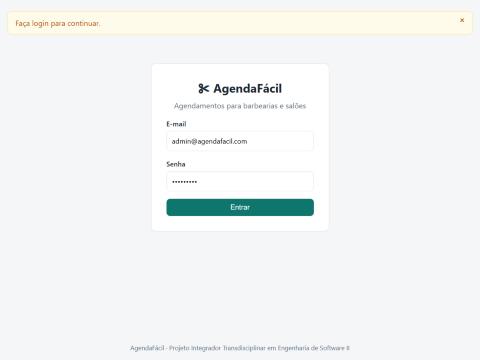 Faça login para continuar.
×
✂ AgendaFácil
Agendamentos para barbearias e salões
E-mail
admin@agendafacil.com
Senha
•••••••••
Entrar
AgendaFácil - Projeto Integrador Transdisciplinar em Engenharia de Software II